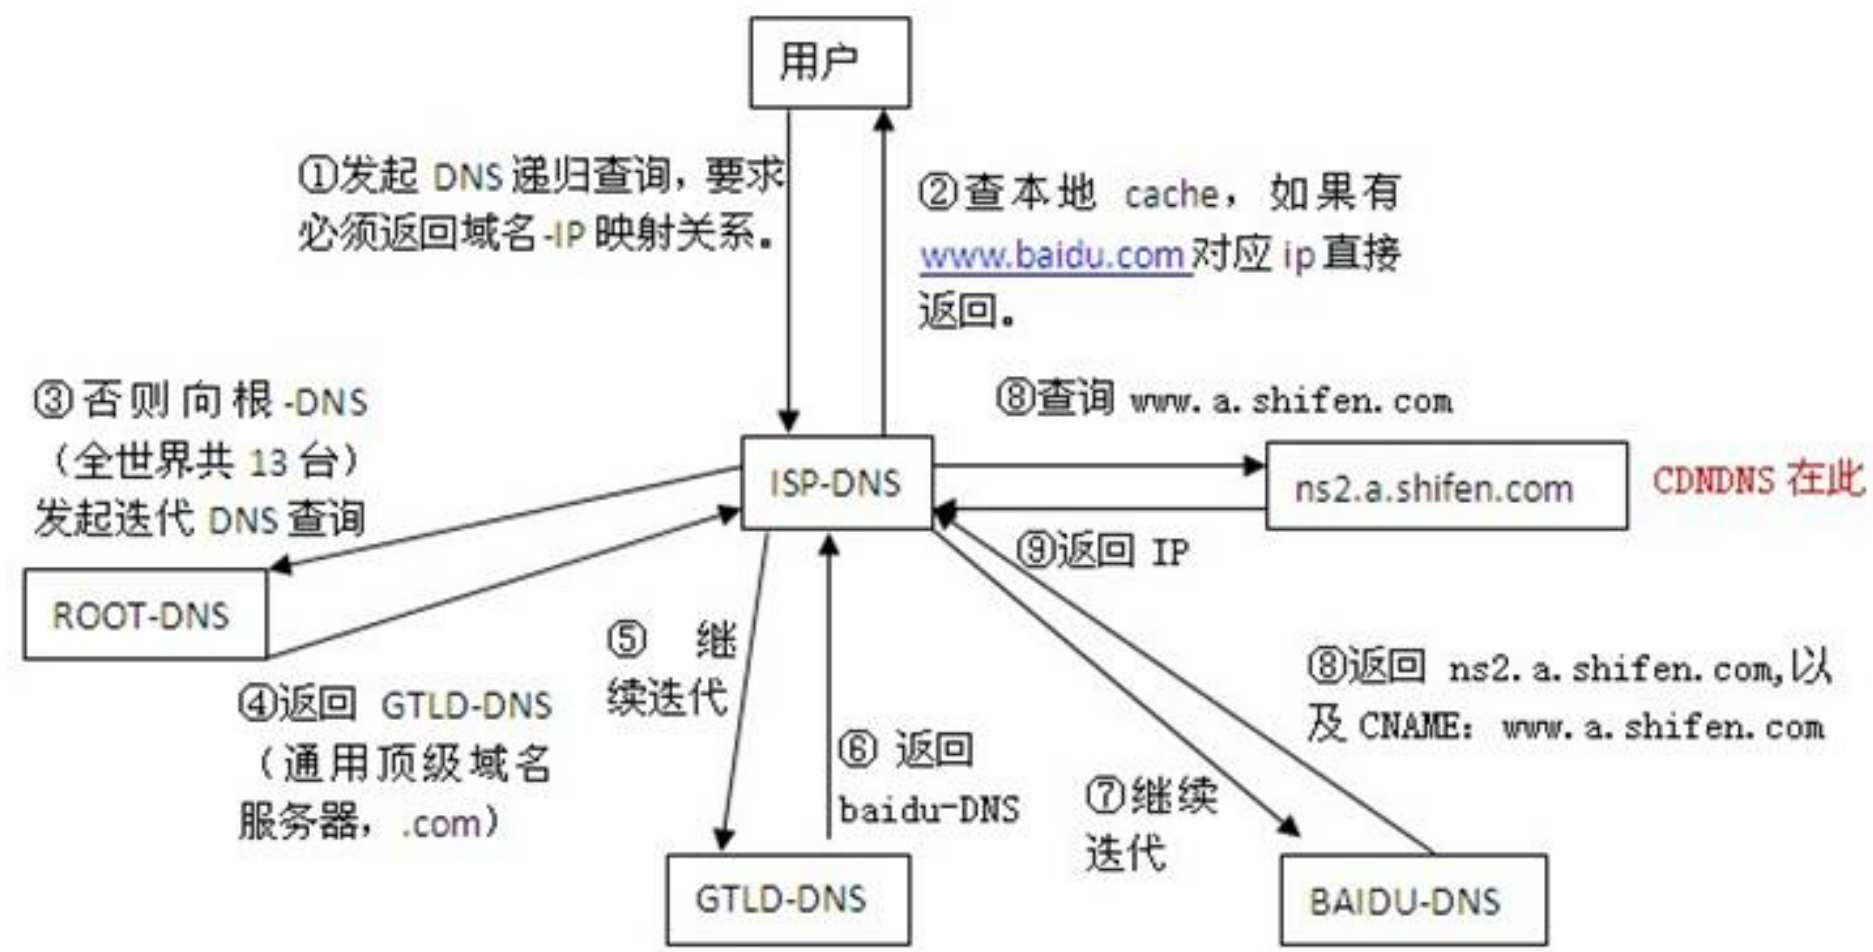 用户
①发起 DNS 递归查询，要求
必须返回域名-IP 映射关系。
②查本地 cache，如果有
www.baidu.com 对应 ip 直接
返回。
③否则向根-DNS
（全世界共 13 台）
发起迭代 DNS 查询
⑧查询 www.a.shifen.com
ISP-DNS
ns2.a.shifen.com
CDNDNS 在此
⑨返回 IP
ROOT-DNS
④返回 GTLD-DNS
（通用顶级域名
服务器，.com）
⑤ 继
续迭代
⑥ 返回
baidu-DNS
⑦继续
迭代
⑧返回 ns2.a.shifen.com,以
及 CNAME：www.a.shifen.com
GTLD-DNS
BAIDU-DNS